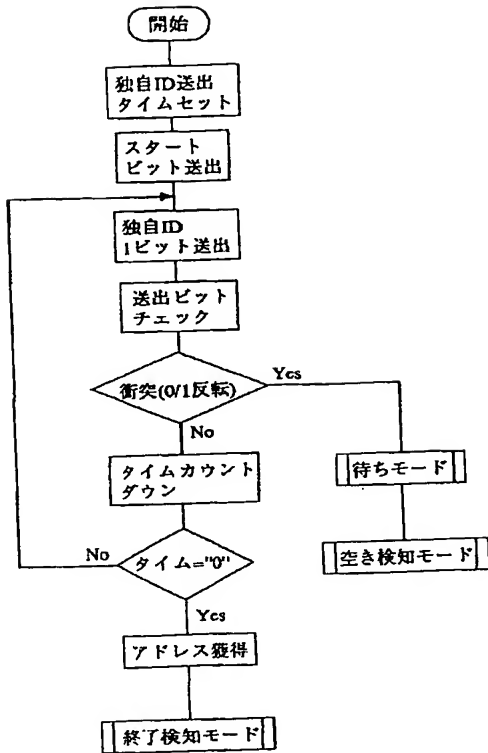 開始
独自ID送出
タイムセット
スタート
ビット送出
独自ID
1ビット送出
送出ビット
チェック
衝突(0/1反転)
Yes
No
待ちモード
タイムカウント
ダウン
空き検知モード
No
タイム="0"
Yes
アドレス獲得
終了検知モード